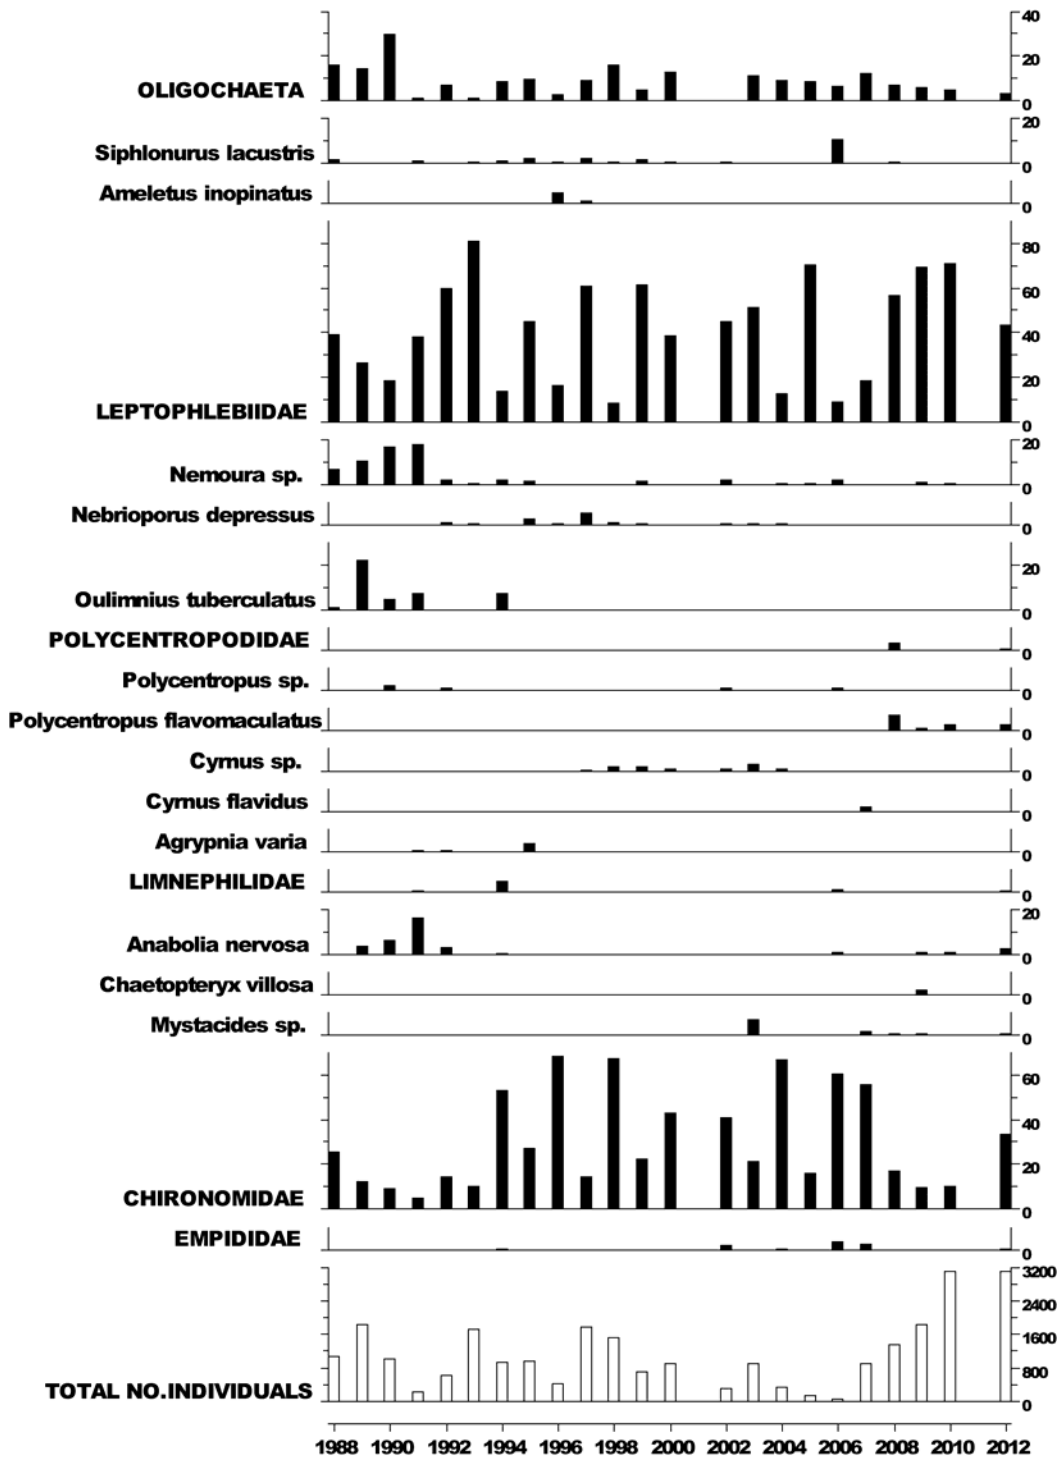 40
20
OLIGOCHAETA
0
20
Siphlonurus lacustris
0
Ameletus inopinatus
0
80
60
40
20
LEPTOPHLEBIIDAE
0
20
Nemoura sp.
0
Nebrioporus depressus
0
20
Oulimnius tuberculatus
0
POLYCENTROPODIDAE
0
Polycentropus sp.
0
Polycentropus flavomaculatus
0
Cyrnus sp.
0
Cyrnus flavidus
0
Agrypnia varia
0
LIMNEPHILIDAE
0
20
Anabolia nervosa
0
Chaetopteryx villosa
0
Mystacides sp.
0
60
40
20
CHIRONOMIDAE
0
EMPIDIDAE
0
3200
2400
1600
800
TOTAL NO.INDIVIDUALS
0
1988 1990 1992 1994 1996 1998 2000 2002 2004 2006 2008 2010 2012